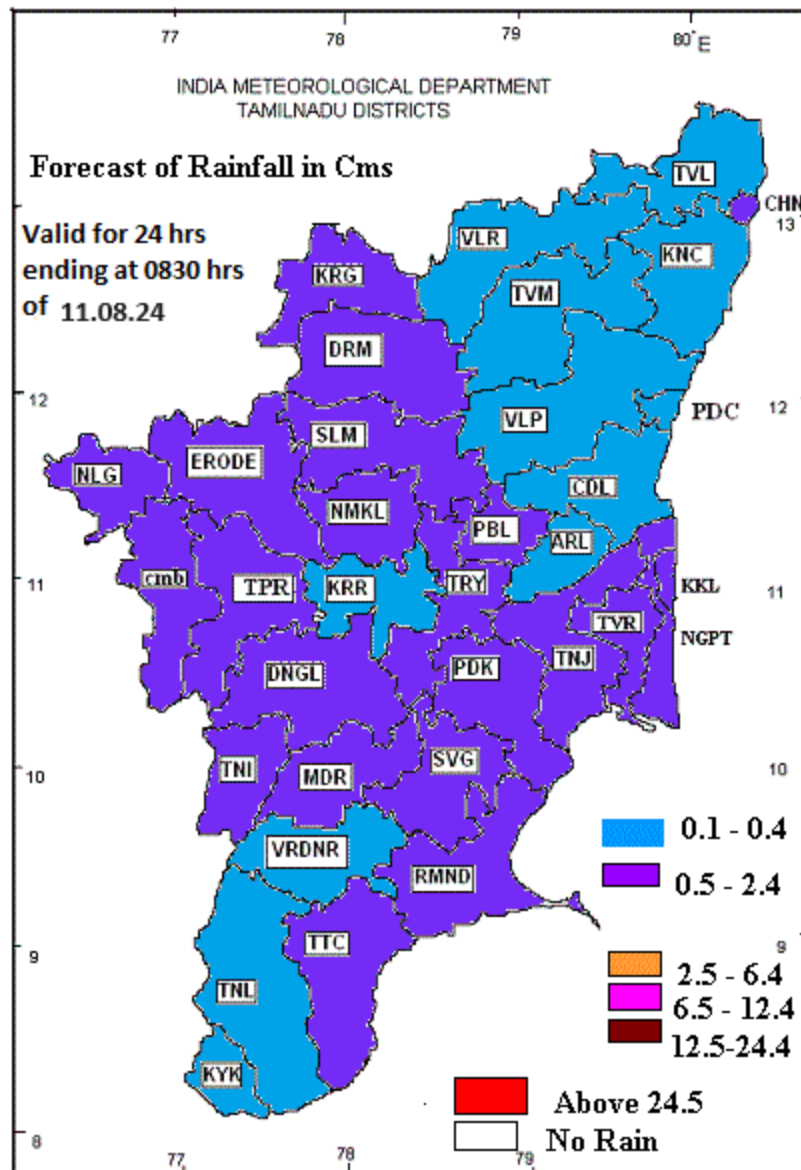 77 78 79 80°E
INDIA METEOROLOGICAL DEPARTMENT
TAMILNADU DISTRICTS
Forecast of Rainfall in Cms
Valid for 24 hrs
ending at 0830 hrs
of 11.08.24
TVL
CHN
13
VLR
KNC
KRG
TVM
DRM
12
12
PDC
VLP
SLM
ERODE
NLG
CDL
NMKL
PBL
ARL
11
cmb
TPR
KRR
TRY
KKL
11
TVR
NGPT
DNGL
PDK
TNJ
10
TNI
MDR
SVG
10
0.1 - 0.4
VRDNR
RMND
0.5 - 2.4
9
TTC
9
2.5 - 6.4
TNL
6.5 - 12.4
12.5-24.4
KYK
Above 24.5
8
No Rain
77 78 79